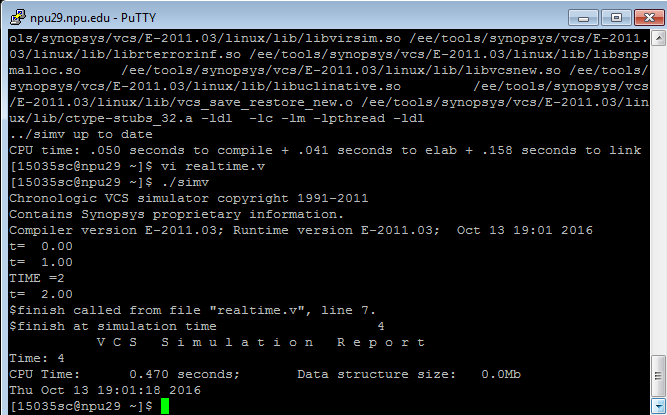 npu29.npu.edu - PuTTY
ols/synopsys/vcs/E-2011.03/linux/lib/libvirsim.so /ee/tools/synopsys/vcs/E-2011.
03/linux/lib/librterrorinf.so /ee/tools/synopsys/vcs/E-2011.03/linux/lib/libsnps
malloc.so     /ee/tools/synopsys/vcs/E-2011.03/linux/lib/libvcsnew.so /ee/tools/
synopsys/vcs/E-2011.03/linux/lib/libuclinative.so          /ee/tools/synopsys/vcs
/E-2011.03/linux/lib/vcs_save_restore_new.o /ee/tools/synopsys/vcs/E-2011.03/lin
ux/lib/ctype-stubs_32.a -ldl  -lc -lm -lpthread -ldl
../simv up to date
CPU time: .050 seconds to compile + .041 seconds to elab + .158 seconds to link
[15035sc@npu29 ~]$ vi realtime.v
[15035sc@npu29 ~]$ ./simv
Chronologic VCS simulator copyright 1991-2011
Contains Synopsys proprietary information.
Compiler version E-2011.03; Runtime version E-2011.03;  Oct 13 19:01 2016
t=  0.00
t=  1.00
TIME =2
t=  2.00
$finish called from file "realtime.v", line 7.
$finish at simulation time                    4
           V C S   S i m u l a t i o n   R e p o r t
Time: 4
CPU Time:      0.470 seconds;       Data structure size:   0.0Mb
Thu Oct 13 19:01:18 2016
[15035sc@npu29 ~]$